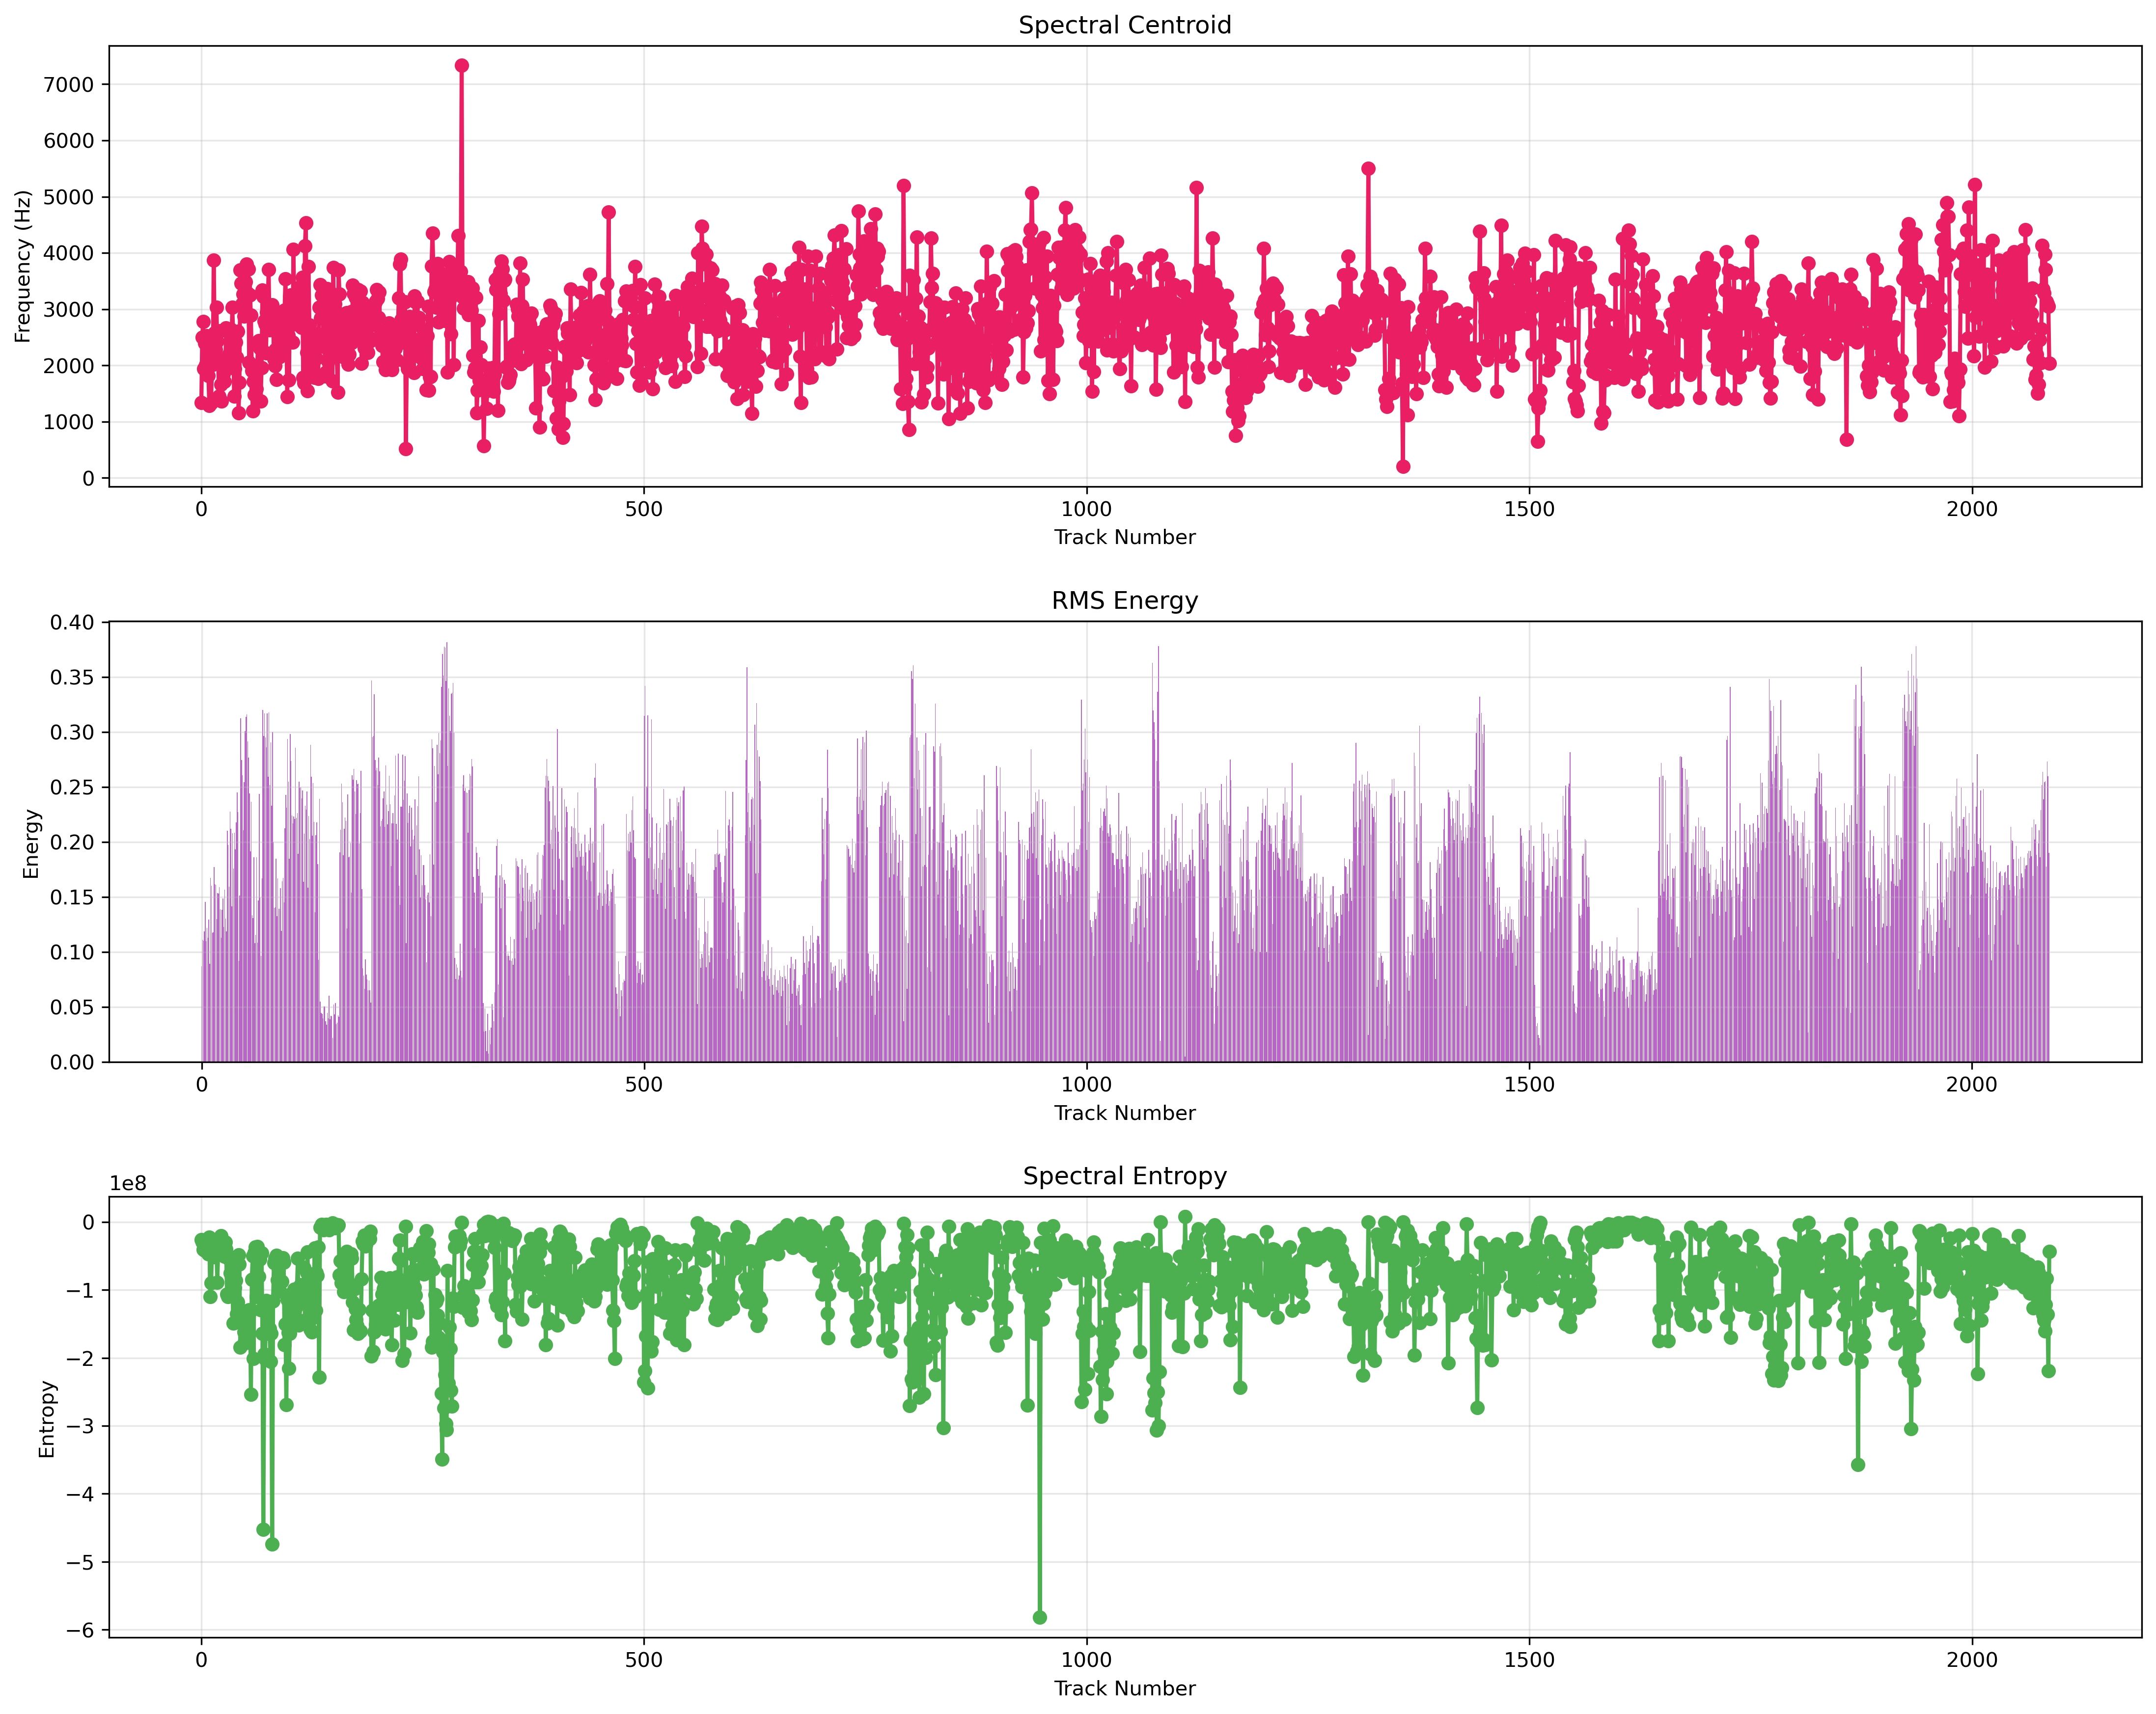 Spectral Centroid
Frequency (Hz)
7000
6000
5000
4000
3000
2000
1000
0
0 500 1000 1500 2000
Track Number
RMS Energy
Energy
0.40
0.35
0.30
0.25
0.20
0.15
0.10
0.05
0.00
0 500 1000 1500 2000
Track Number
Spectral Entropy
1e8
Entropy
0
−1
−2
−3
−4
−5
−6
0 500 1000 1500 2000
Track Number